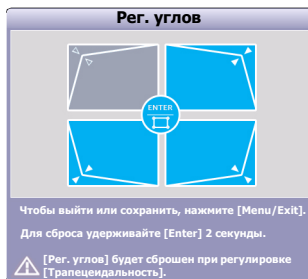 Рег. углов
ENTER
Чтобы выйти или сохранить, нажмите [Menu/Exit].
Для сброса удерживайте [Enter] 2 секунды.
[Рег. углов] будет сброшен при регулировке
[Трапецеидальность].